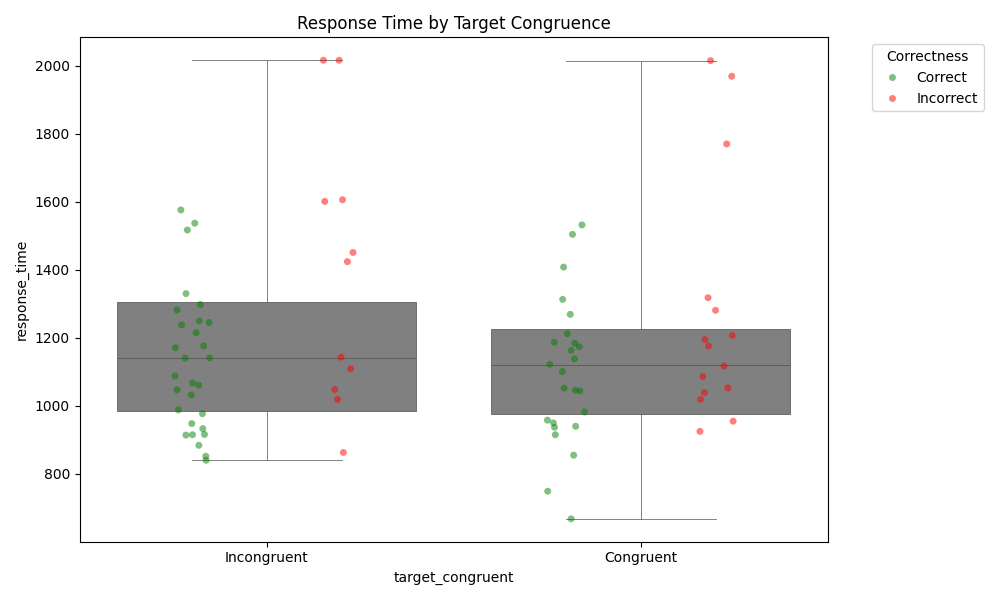 Response Time by Target Congruence
Correctness
Correct
Incorrect
response_time
2000
1800
1600
1400
1200
1000
800
Incongruent
Congruent
target_congruent